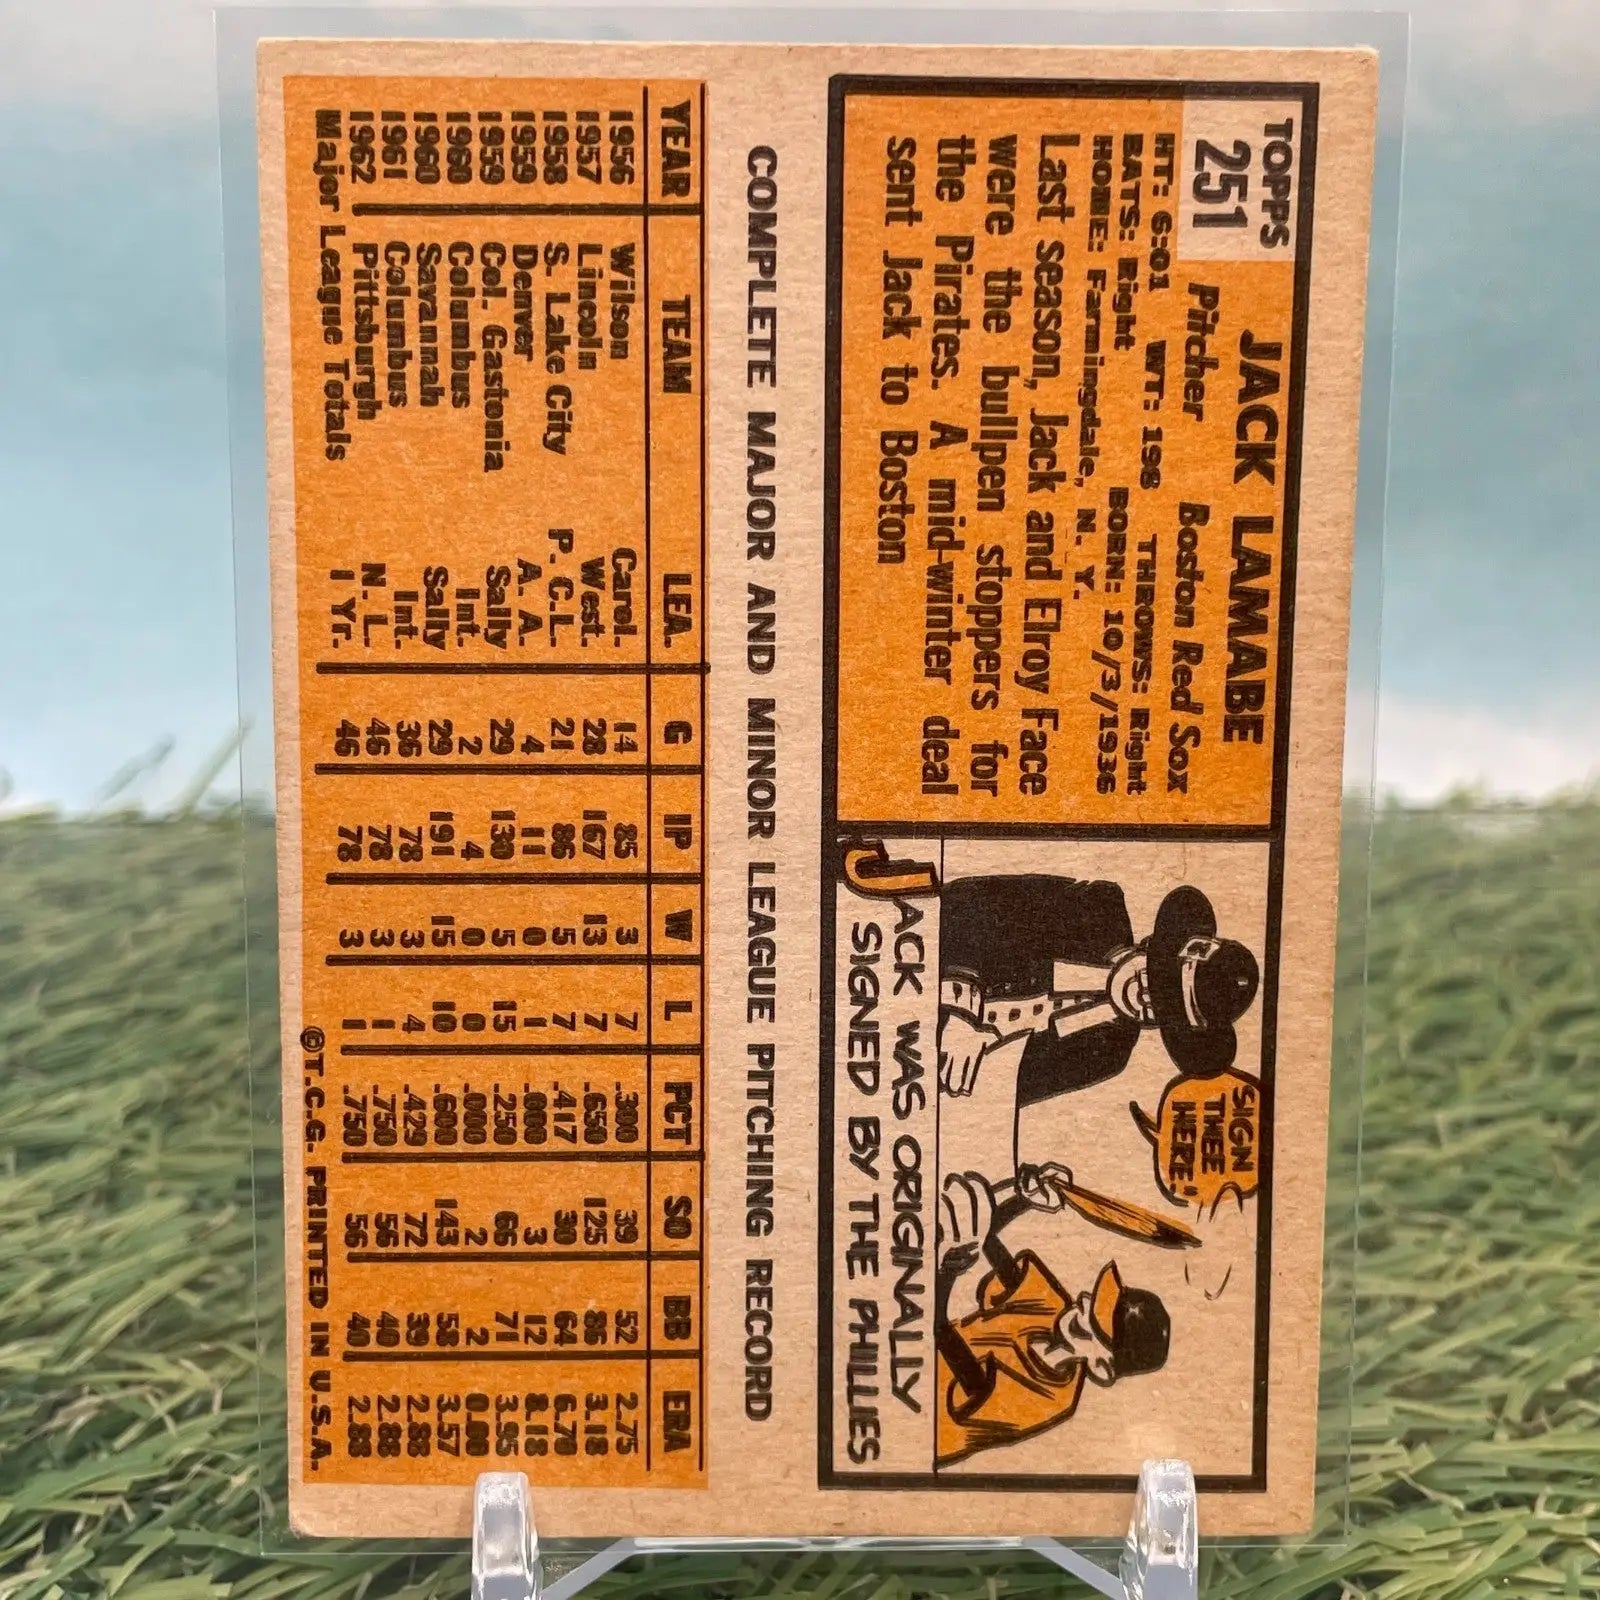 TOPPS
251
JACK LAMABE
Pitcher Boston Red Sox
HT: 6:01 WT: 198 THROWS: Right
BATS: Right BORN: 10/3/1936
HOME: Farmingdale, N. Y.
Last season, Jack and Elroy Face
were the bullpen stoppers for
the Pirates. A mid-winter deal
sent Jack to Boston
SIGN
THEE
HERE!
JACK WAS ORIGINALLY
SIGNED BY THE PHILLIES
COMPLETE MAJOR AND MINOR LEAGUE PITCHING RECORD
YEAR TEAM LEA. G IP W L PCT SO BB ERA
1956 Wilson Carol. 14 85 3 7 .300 39 52 2.75
1957 Lincoln West. 28 167 13 7 .650 125 86 3.18
1958 S. Lake City P.C.L. 21 86 5 7 .417 30 64 6.70
1959 Denver A. A. 4 11 0 1 .000 3 12 8.18
1959 Col. Gastonia Sally 29 130 5 15 .250 66 71 3.95
1960 Columbus Int. 2 4 0 0 .000 2 2 0.00
1960 Savannah Sally 29 191 15 10 .600 143 58 3.57
1961 Columbus Int. 36 78 3 4 .429 72 39 2.88
1962 Pittsburgh N. L. 46 78 3 1 .750 56 40 2.88
Major League Totals 1 Yr. 46 78 3 1 .750 56 40 2.88
©T.C.G. PRINTED IN U.S.A.